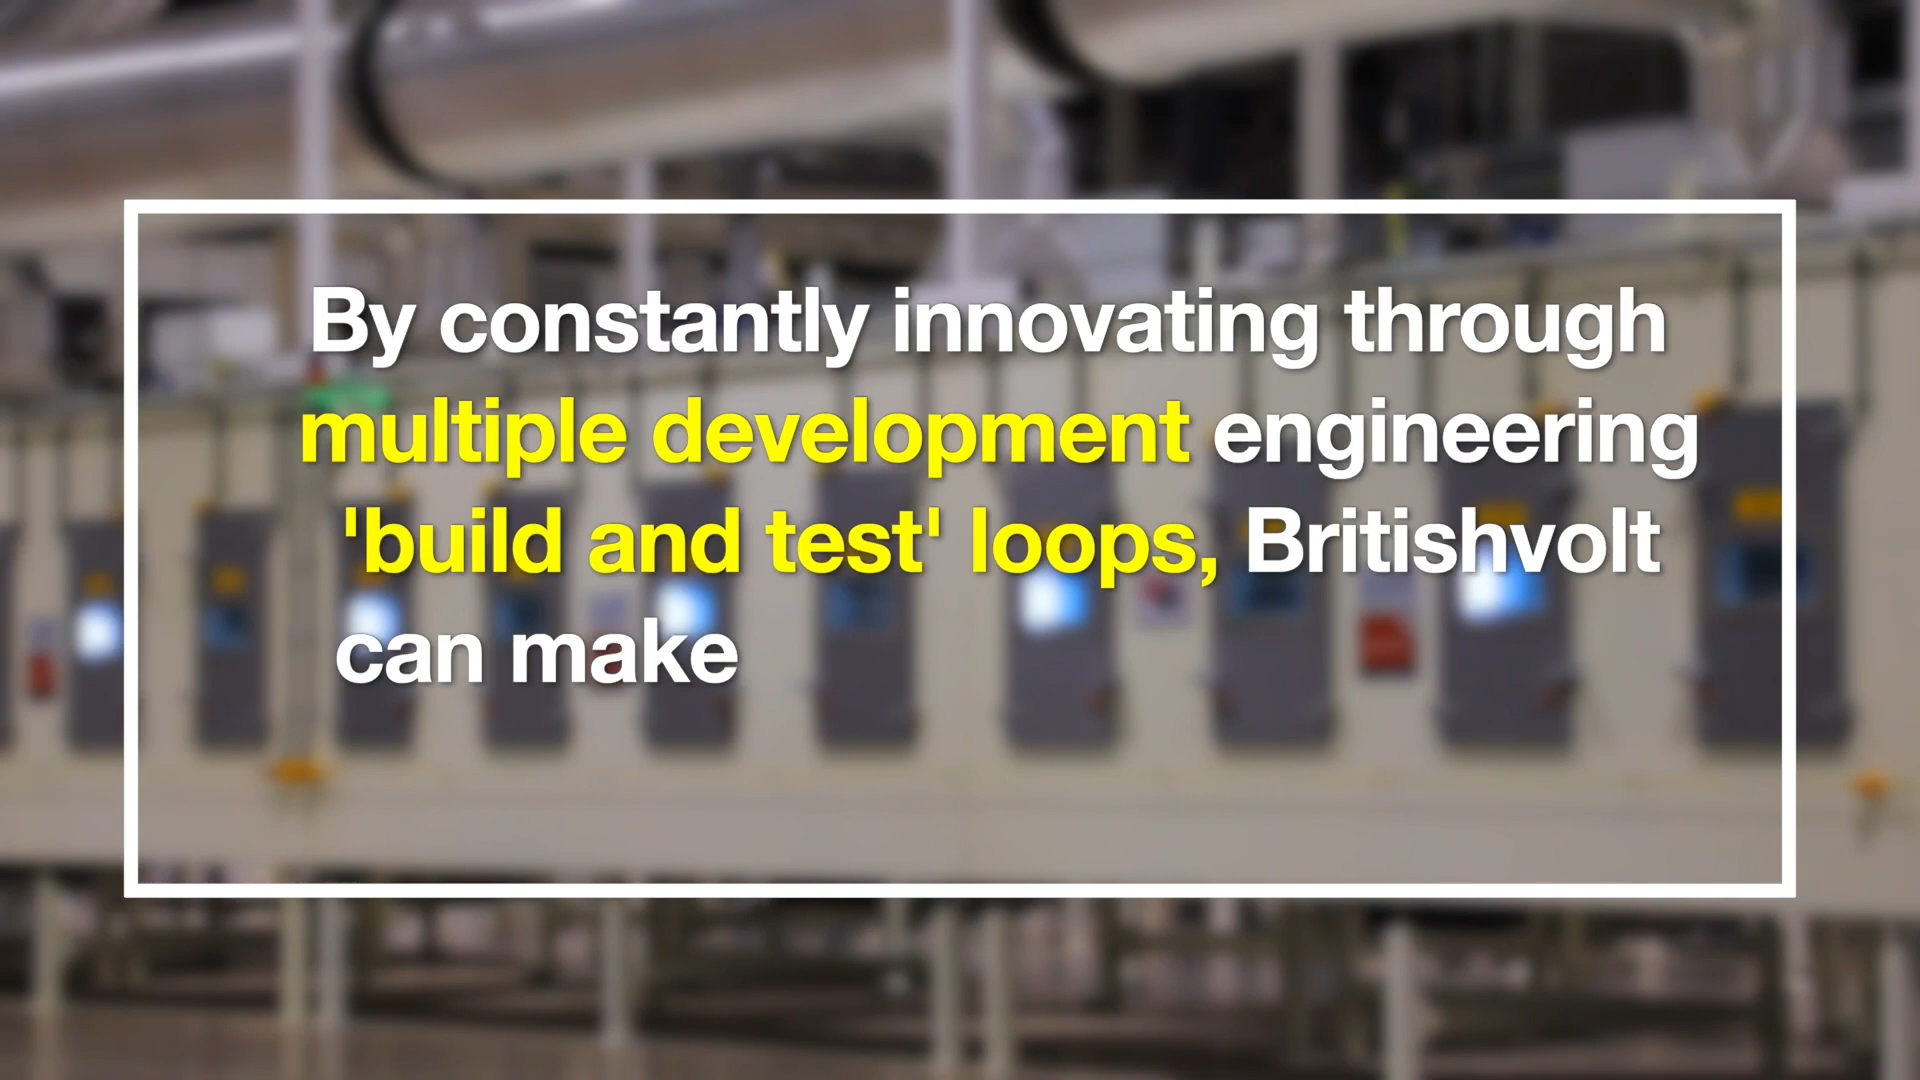 By constantly innovating through
multiple development engineering
'build and test' loops, Britishvolt
can make